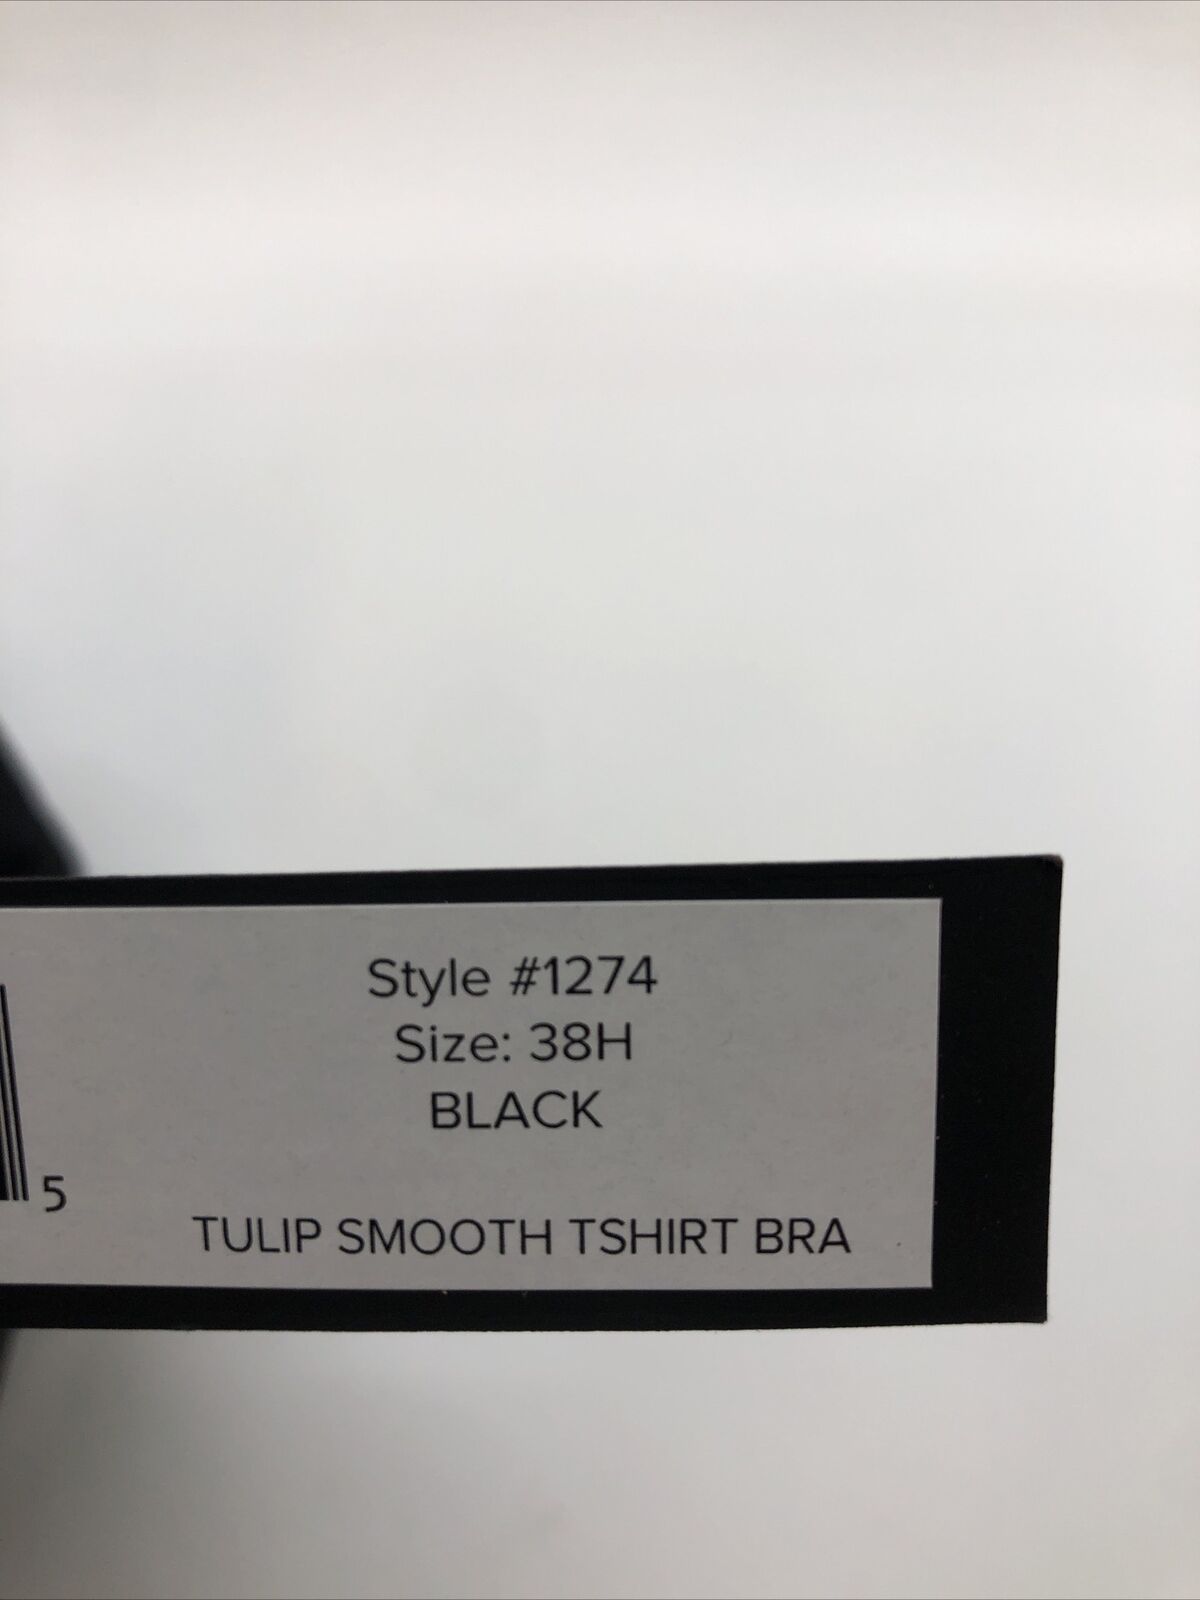 Style #1274
Size: 38H
BLACK
5
TULIP SMOOTH TSHIRT BRA